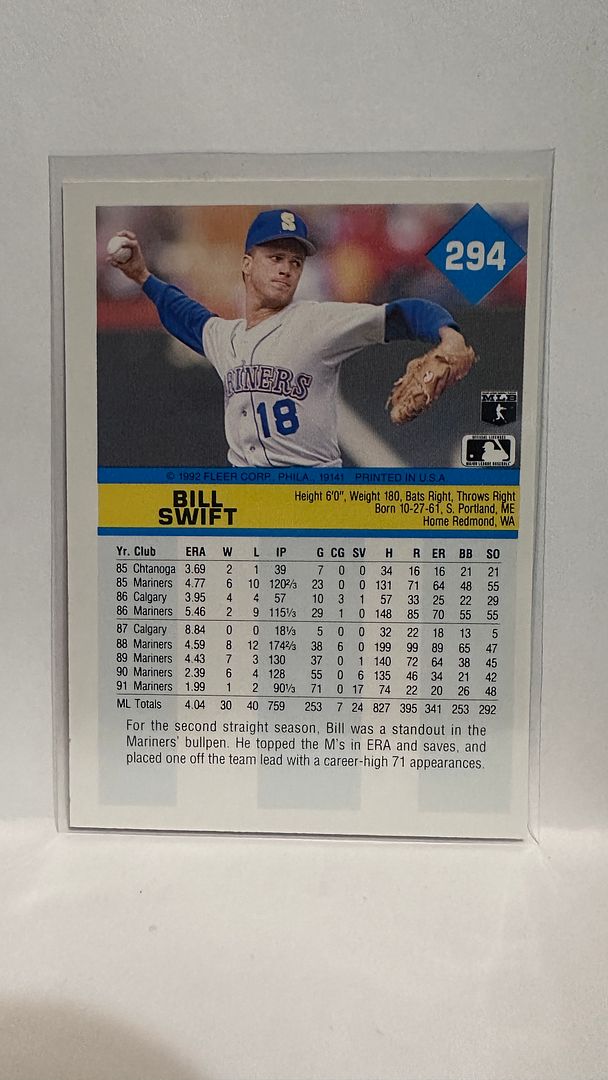 S
294
RINERS
18
MLB
OFFICIAL LICENSEE
MAJOR LEAGUE BASEBALL
© 1992 FLEER CORP., PHILA., 19141 PRINTED IN U.S.A
BILL
SWIFT
Height 6'0", Weight 180, Bats Right, Throws Right
Born 10-27-61, S. Portland, ME
Home Redmond, WA
Yr. Club ERA W L IP G CG SV H R ER BB SO
85 Chtanoga 3.69 2 1 39 7 0 0 34 16 16 21 21
85 Mariners 4.77 6 10 120⅔ 23 0 0 131 71 64 48 55
86 Calgary 3.95 4 4 57 10 3 1 57 33 25 22 29
86 Mariners 5.46 2 9 115⅓ 29 1 0 148 85 70 55 55
87 Calgary 8.84 0 0 18⅓ 5 0 0 32 22 18 13 5
88 Mariners 4.59 8 12 174⅔ 38 6 0 199 99 89 65 47
89 Mariners 4.43 7 3 130 37 0 1 140 72 64 38 45
90 Mariners 2.39 6 4 128 55 0 6 135 46 34 21 42
91 Mariners 1.99 1 2 90⅓ 71 0 17 74 22 20 26 48
ML Totals 4.04 30 40 759 253 7 24 827 395 341 253 292
For the second straight season, Bill was a standout in the
Mariners' bullpen. He topped the M's in ERA and saves, and
placed one off the team lead with a career-high 71 appearances.